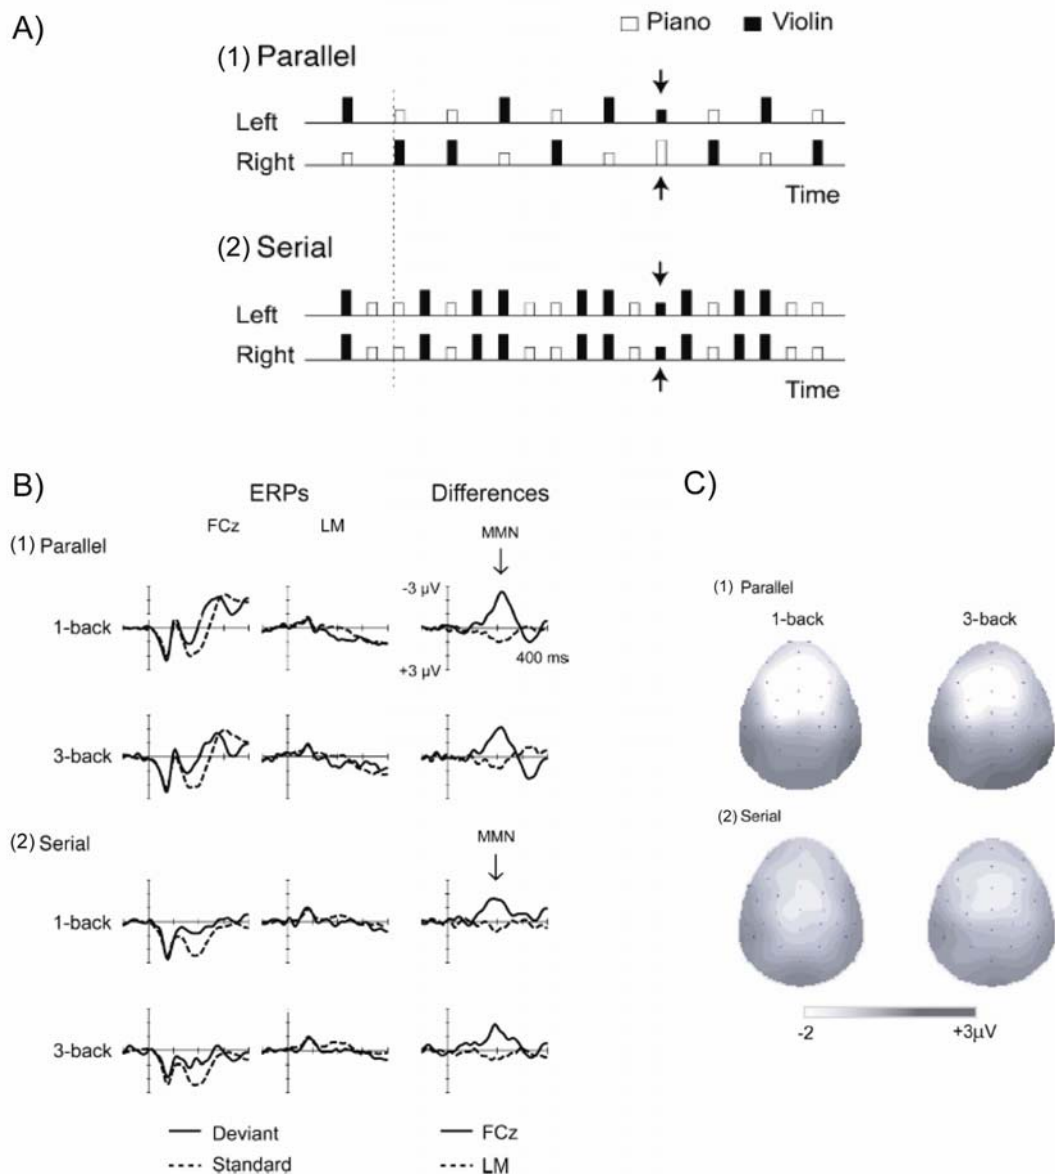 A)
Piano Violin
(1) Parallel
Left
Right
Time
(2) Serial
Left
Right
Time
B)
ERPs Differences
FCz LM MMN
(1) Parallel
-3 μV
1-back
400 ms
+3 μV
3-back
(2) Serial
MMN
1-back
3-back
Deviant FCz
Standard LM
C)
(1) Parallel
1-back 3-back
(2) Serial
-2 +3μV